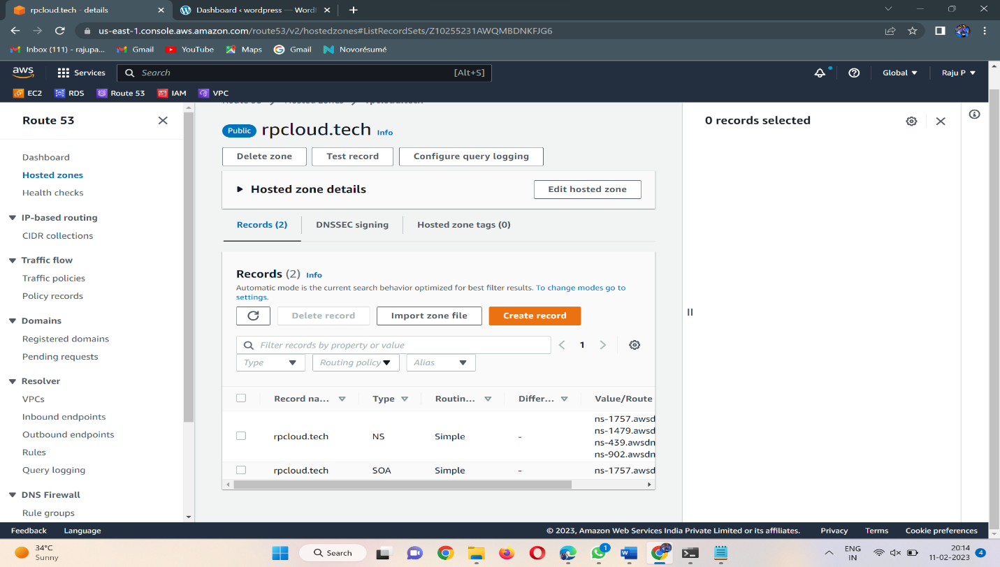 rpcloud.tech - details
Dashboard ‹ wordpress — Word
us-east-1.console.aws.amazon.com/route53/v2/hostedzones#ListRecordSets/Z10255231AWQMBDNKFJG6
Inbox (111) - rajupa...
Gmail
YouTube
Maps
Gmail
Novorésumé
aws
Services
Search
[Alt+S]
Global
Raju P
EC2
RDS
Route 53
IAM
VPC
Route 53
Hosted zones
rpcloud.tech
Route 53
Dashboard
Hosted zones
Health checks
IP-based routing
CIDR collections
Traffic flow
Traffic policies
Policy records
Domains
Registered domains
Pending requests
Resolver
VPCs
Inbound endpoints
Outbound endpoints
Rules
Query logging
DNS Firewall
Rule groups
Public
rpcloud.tech
Info
Delete zone
Test record
Configure query logging
Hosted zone details
Edit hosted zone
Records (2)
DNSSEC signing
Hosted zone tags (0)
Records (2) Info
Automatic mode is the current search behavior optimized for best filter results. To change modes go to
settings.
Delete record
Import zone file
Create record
Filter records by property or value
1
Type
Routing policy
Alias
Record na...
Type
Routin...
Differ...
Value/Route
rpcloud.tech
NS
Simple
-
ns-1757.awsd
ns-1479.awsd
ns-439.awsdn
ns-902.awsdn
rpcloud.tech
SOA
Simple
-
ns-1757.awsd
0 records selected
Feedback
Language
© 2023, Amazon Web Services India Private Limited or its affiliates.
Privacy
Terms
Cookie preferences
34°C
Sunny
Search
1
ENG
IN
20:14
11-02-2023
4